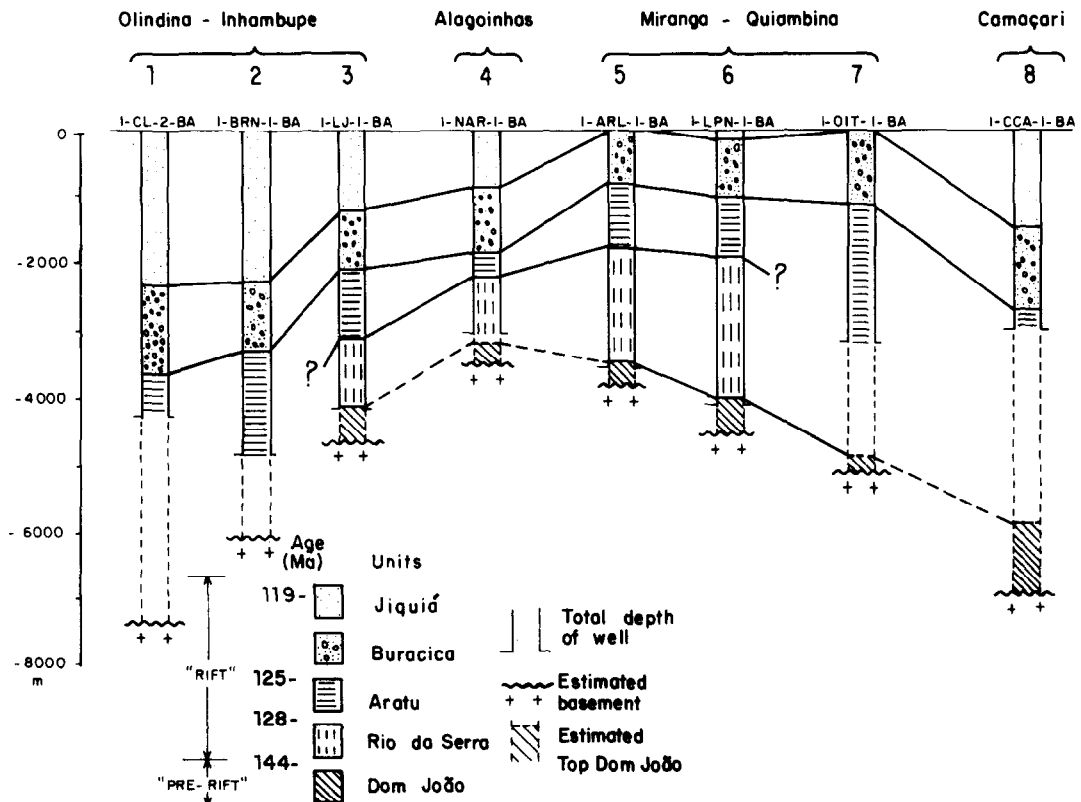 Olindina - Inhambupe Alagoinhas Miranga - Quiambina Camaçari
1 2 3 4 5 6 7 8
I-CL-2-BA I-BRN-I-BA I-LJ-I-BA I-NAR-I-BA I-ARL-I-BA I-LPN-I-BA I-OIT-I-BA I-CCA-I-BA
0
-2000
?
?
-4000
-6000
-8000
m
Age
(Ma)
Units
119- Jiquiá
Buracica
125-
Aratu
128-
Rio da Serra
144-
Dom João
"RIFT"
"PRE-RIFT"
Total depth
of well
Estimated
basement
Estimated
Top Dom João